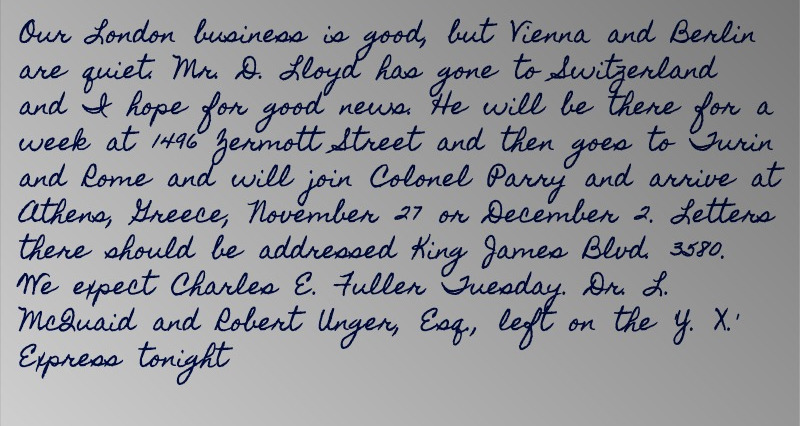 Our London business is good, but Vienna and Berlin
are quiet. Mr. D. Lloyd has gone to Switzerland
and I hope for good news. He will be there for a
week at 1496 Zermott Street and then goes to Turin
and Rome and will join Colonel Parry and arrive at
Athens, Greece, November 27 or December 2. Letters
there should be addressed King James Blvd. 3580.
We expect Charles E. Fuller Tuesday. Dr. L.
McQuaid and Robert Unger, Esq., left on the Y. X.'
Express tonight